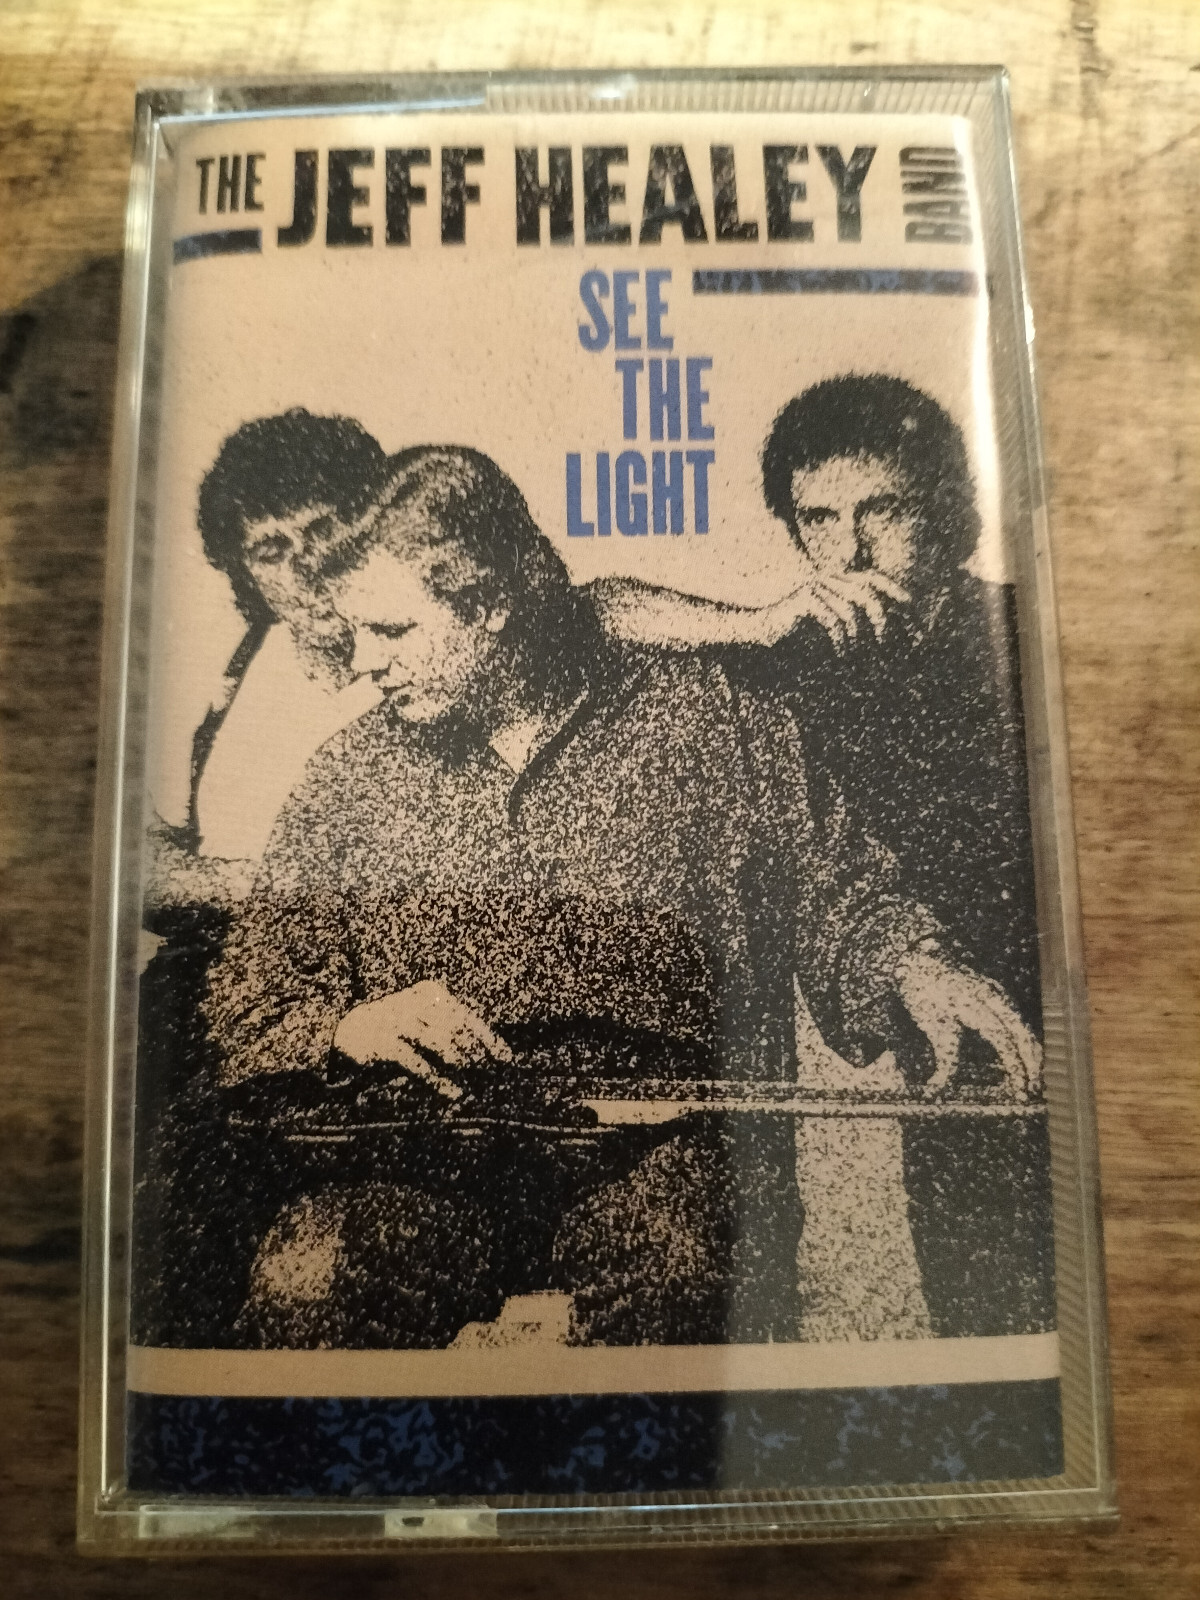 THE JEFF HEALEY BAND
SEE
THE
LIGHT